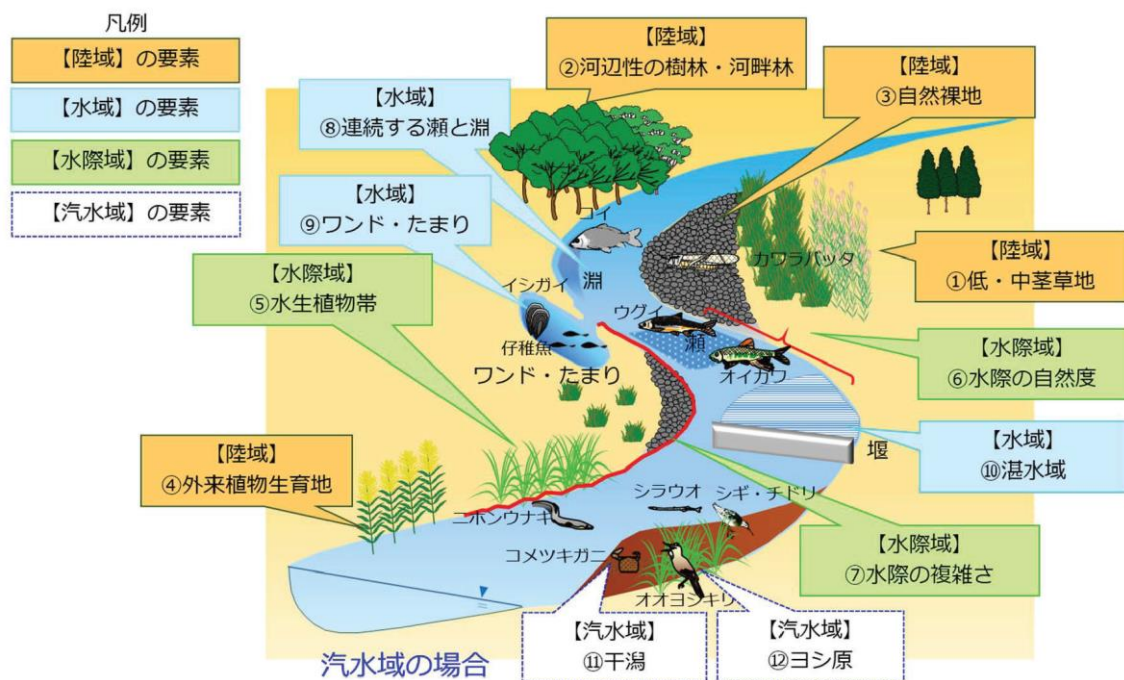 凡例
【陸域】の要素
【水域】の要素
【水際域】の要素
【汽水域】の要素
【陸域】
②河辺性の樹林・河畔林
【陸域】
③自然裸地
【水域】
⑧連続する瀬と淵
【水域】
⑨ワンド・たまり
【水際域】
⑤水生植物帯
コイ
淵
カワラバッタ
【陸域】
①低・中茎草地
イシガイ
仔稚魚
ワンド・たまり
ウグイ
瀬
オイカワ
【水際域】
⑥水際の自然度
堰
【水域】
⑩湛水域
【陸域】
④外来植物生育地
ニホンウナギ
シラウオ
シギ・チドリ
コメツキガニ
オオヨシキリ
【水際域】
⑦水際の複雑さ
【汽水域】
⑪干潟
【汽水域】
⑫ヨシ原
汽水域の場合